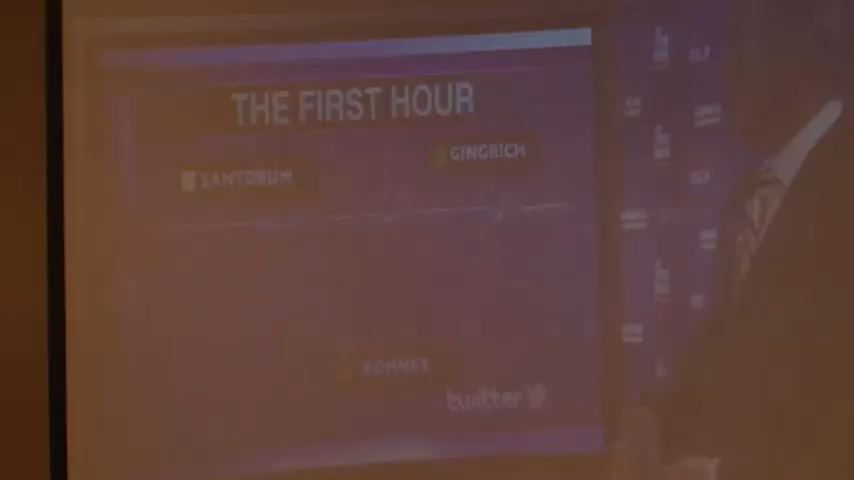 THE FIRST HOUR
GINGRICH
SANTORUM
ROMNEY
twitter